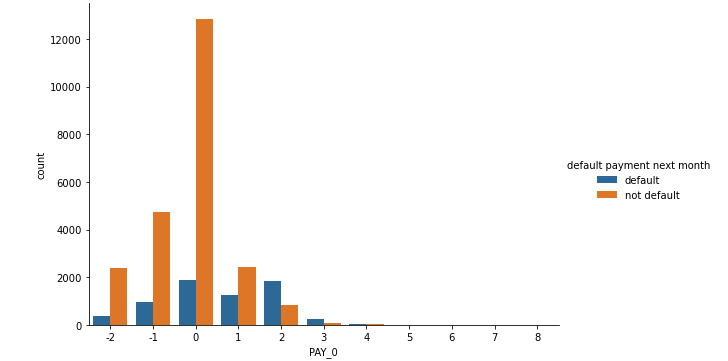 12000
10000
8000
6000
4000
2000
0
count
-2 -1 0 1 2 3 4 5 6 7 8
PAY_0
default payment next month
default
not default